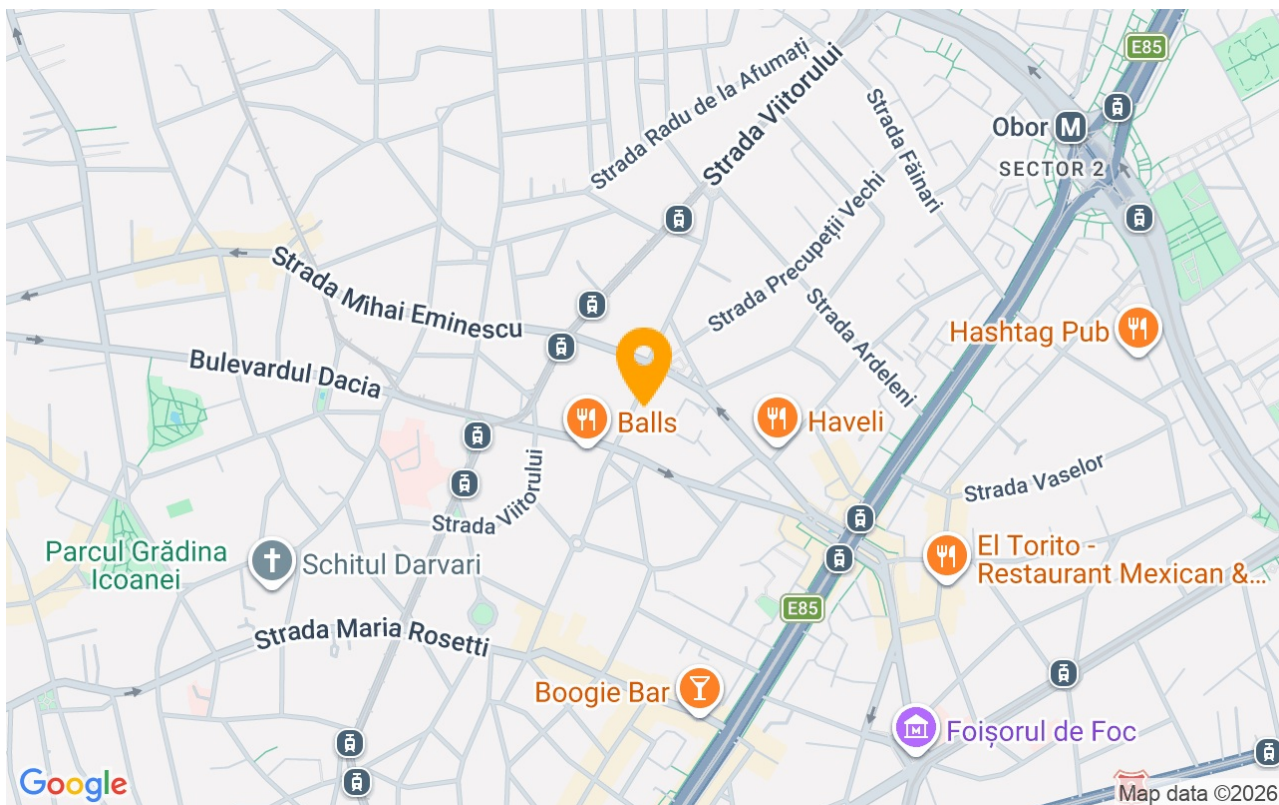 E85
Strada Radu de la Afumați
Strada Viitorului
Strada Făinari
Obor
M
SECTOR 2
Strada Precupeții Vechi
Strada Mihai Eminescu
Strada Ardeleni
Hashtag Pub
Bulevardul Dacia
Balls
Haveli
Strada Viitorului
Strada Vaselor
Parcul Grădina
Icoanei
Schitul Darvari
El Torito -
Restaurant Mexican &...
E85
Strada Maria Rosetti
Boogie Bar
M
Foișorul de Foc
Google
Map data ©2026